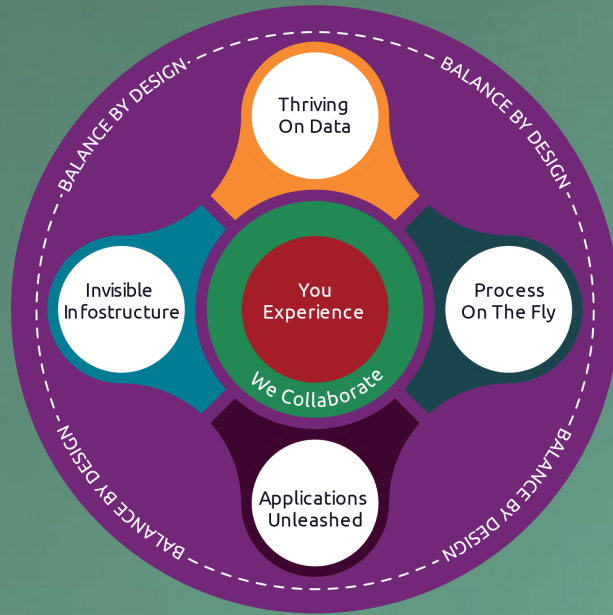 BALANCE BY DESIGN
BALANCE BY DESIGN
Thriving
On Data
Invisible
Infostructure
You
Experience
Process
On The Fly
We Collaborate
Applications
Unleashed
BALANCE BY DESIGN
BALANCE BY DESIGN